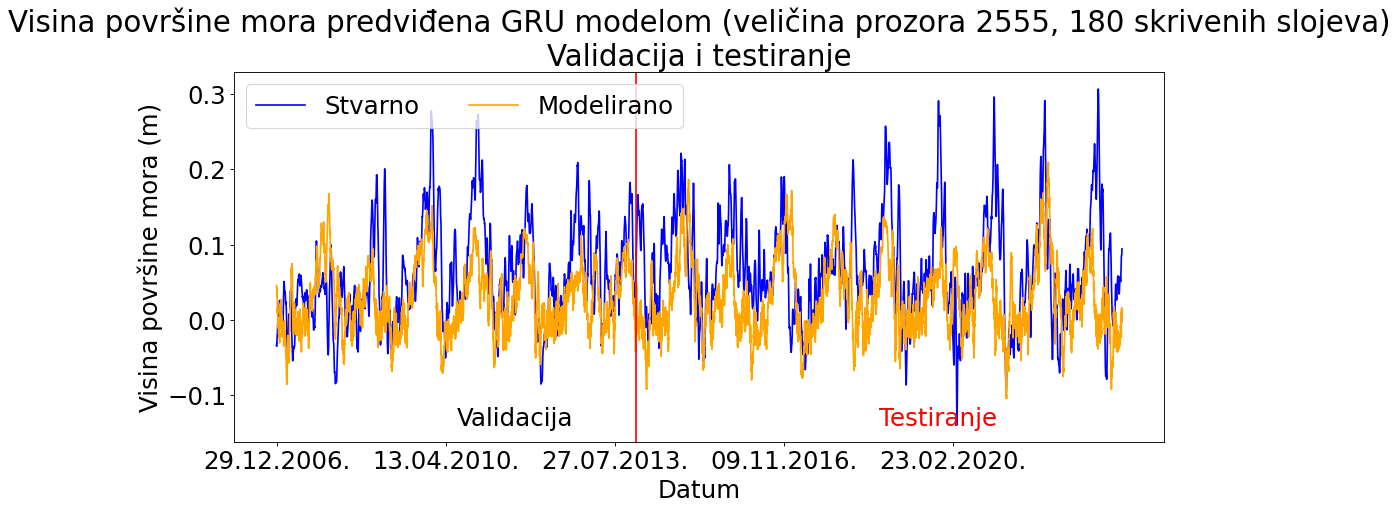 Visina površine mora predviđena GRU modelom (veličina prozora 2555, 180 skrivenih slojeva)
Validacija i testiranje
Stvarno Modelirano
Visina površine mora (m)
0.3
0.2
0.1
0.0
−0.1
Validacija Testiranje
29.12.2006. 13.04.2010. 27.07.2013. 09.11.2016. 23.02.2020.
Datum